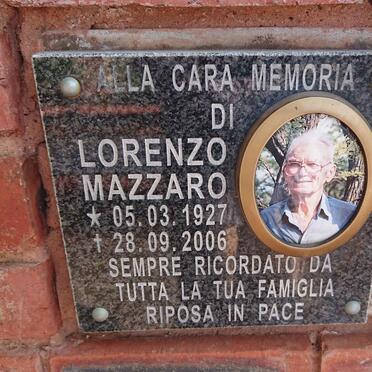 ALLA CARA MEMORIA
DI
LORENZO
MAZZARO
★ 05.03.1927
† 28.09.2006
SEMPRE RICORDATO DA
TUTTA LA TUA FAMIGLIA
RIPOSA IN PACE